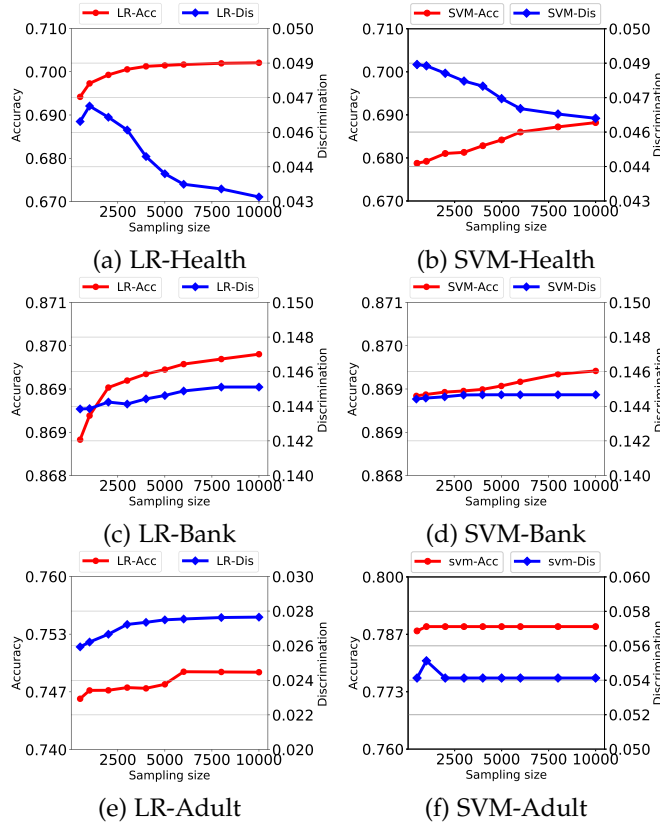 LR-Acc LR-Dis
0.710 0.050
0.700 0.049
0.690 0.047
0.680 0.046
0.670 0.044
0.043
Accuracy
Discrimination
2500 5000 7500 10000
Sampling size
(a) LR-Health
SVM-Acc SVM-Dis
0.710 0.050
0.700 0.049
0.690 0.047
0.680 0.046
0.670 0.044
0.043
Accuracy
Discrimination
2500 5000 7500 10000
Sampling size
(b) SVM-Health
LR-Acc LR-Dis
0.871 0.150
0.870 0.148
0.869 0.146
0.869 0.144
0.868 0.142
0.140
Accuracy
Discrimination
2500 5000 7500 10000
Sampling size
(c) LR-Bank
SVM-Acc SVM-Dis
0.871 0.150
0.870 0.148
0.869 0.146
0.869 0.144
0.868 0.142
0.140
Accuracy
Discrimination
2500 5000 7500 10000
Sampling size
(d) SVM-Bank
LR-Acc LR-Dis
0.760 0.030
0.753 0.028
0.747 0.026
0.740 0.024
0.022
0.020
Accuracy
Discrimination
2500 5000 7500 10000
Sampling size
(e) LR-Adult
svm-Acc svm-Dis
0.800 0.060
0.787 0.058
0.773 0.056
0.760 0.054
0.052
0.050
Accuracy
Discrimination
2500 5000 7500 10000
Sampling size
(f) SVM-Adult